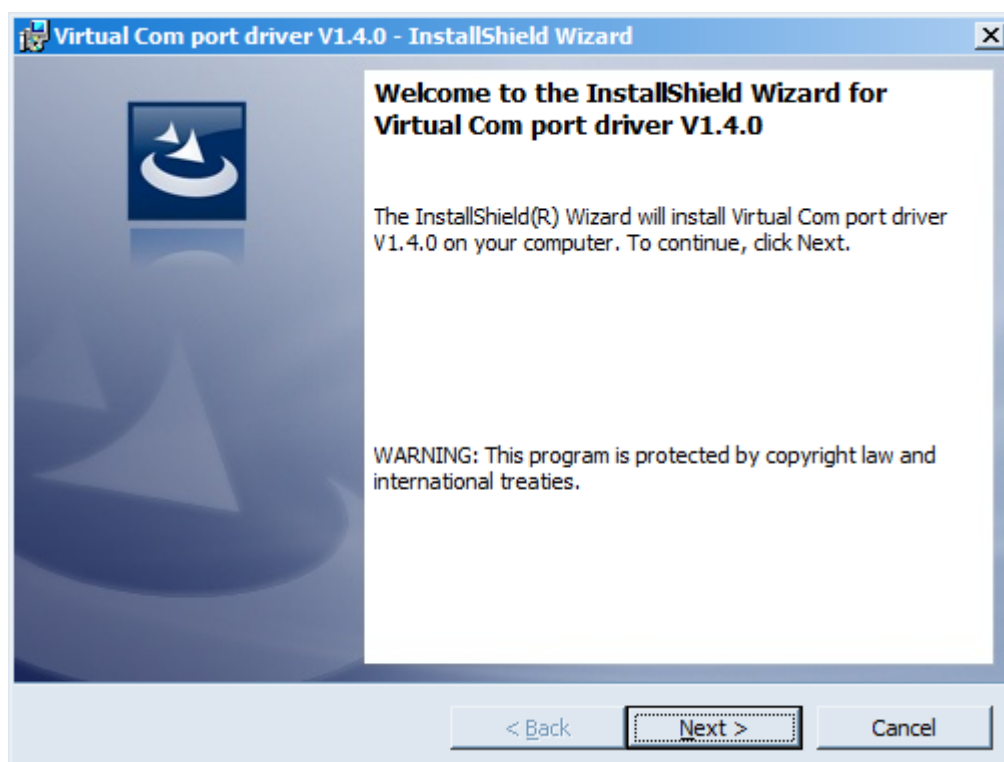 Virtual Com port driver V1.4.0 - InstallShield Wizard
Welcome to the InstallShield Wizard for
Virtual Com port driver V1.4.0
The InstallShield(R) Wizard will install Virtual Com port driver
V1.4.0 on your computer. To continue, click Next.
WARNING: This program is protected by copyright law and
international treaties.
< Back
Next >
Cancel